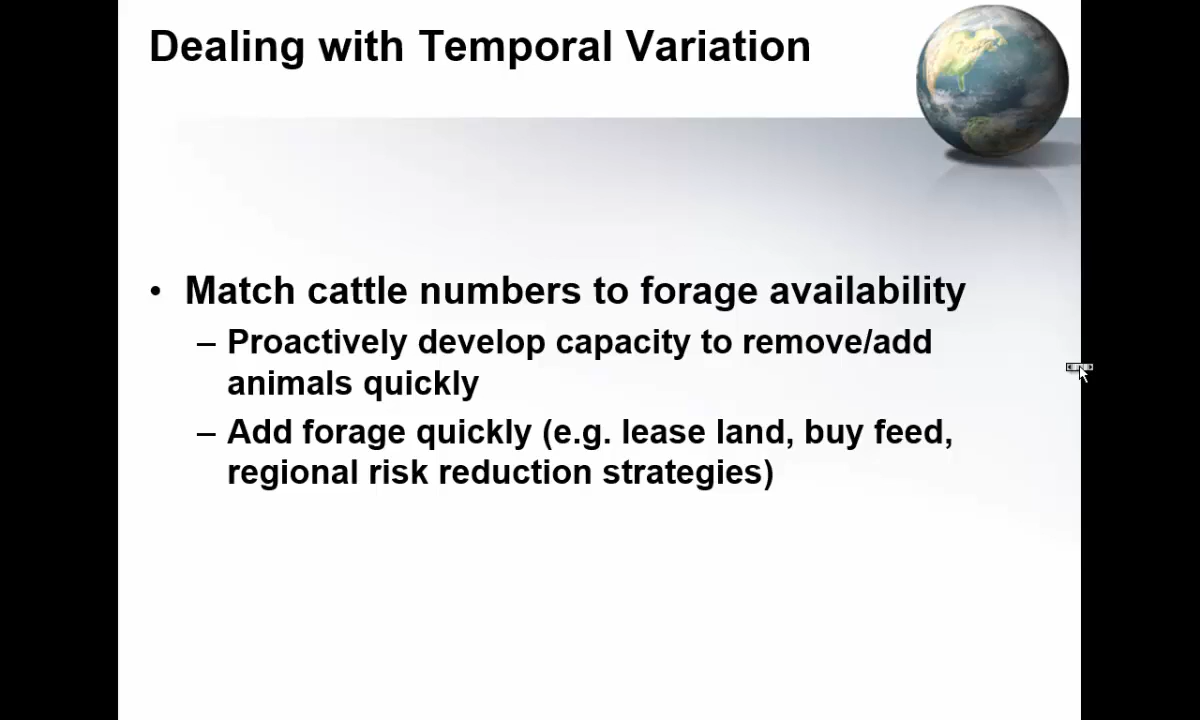 Dealing with Temporal Variation
• Match cattle numbers to forage availability
– Proactively develop capacity to remove/add
animals quickly
– Add forage quickly (e.g. lease land, buy feed,
regional risk reduction strategies)